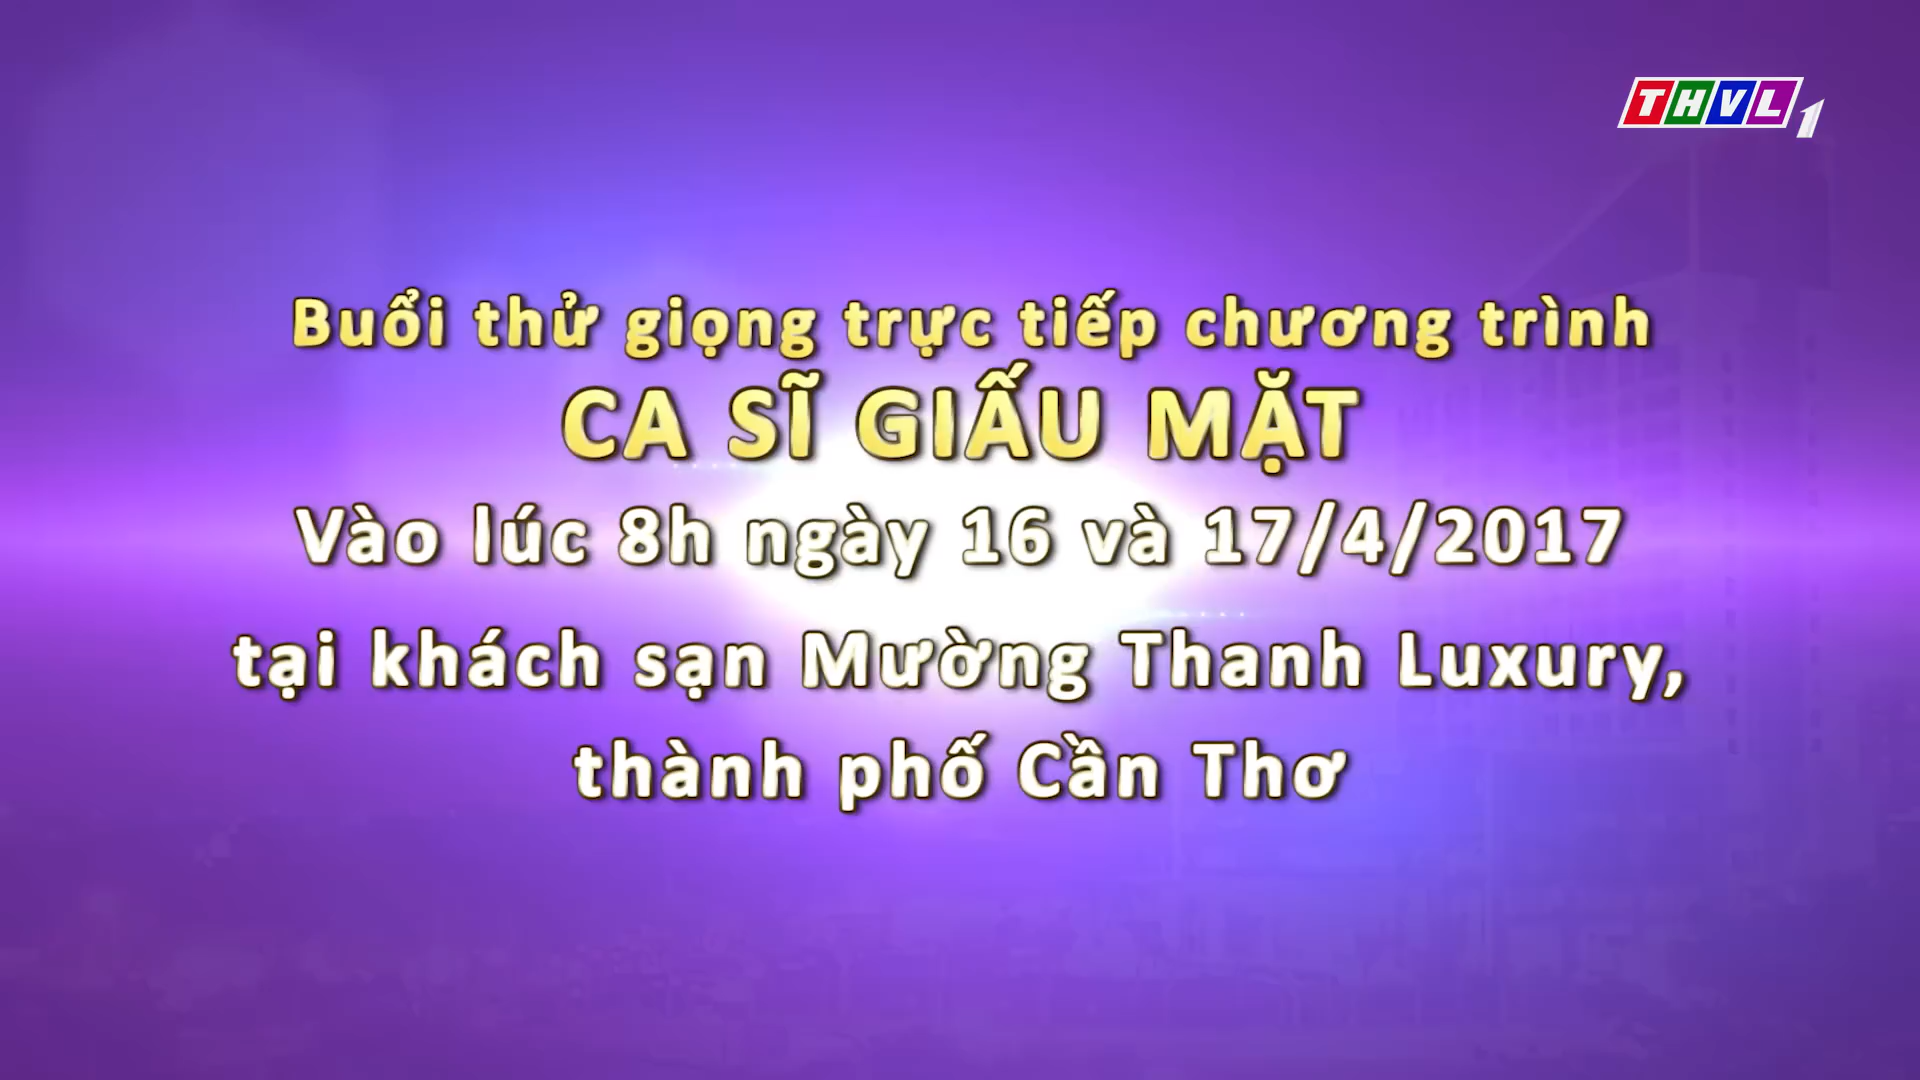 THVL1
Buổi thử giọng trực tiếp chương trình
CA SĨ GIẤU MẶT
Vào lúc 8h ngày 16 và 17/4/2017
tại khách sạn Mường Thanh Luxury,
thành phố Cần Thơ